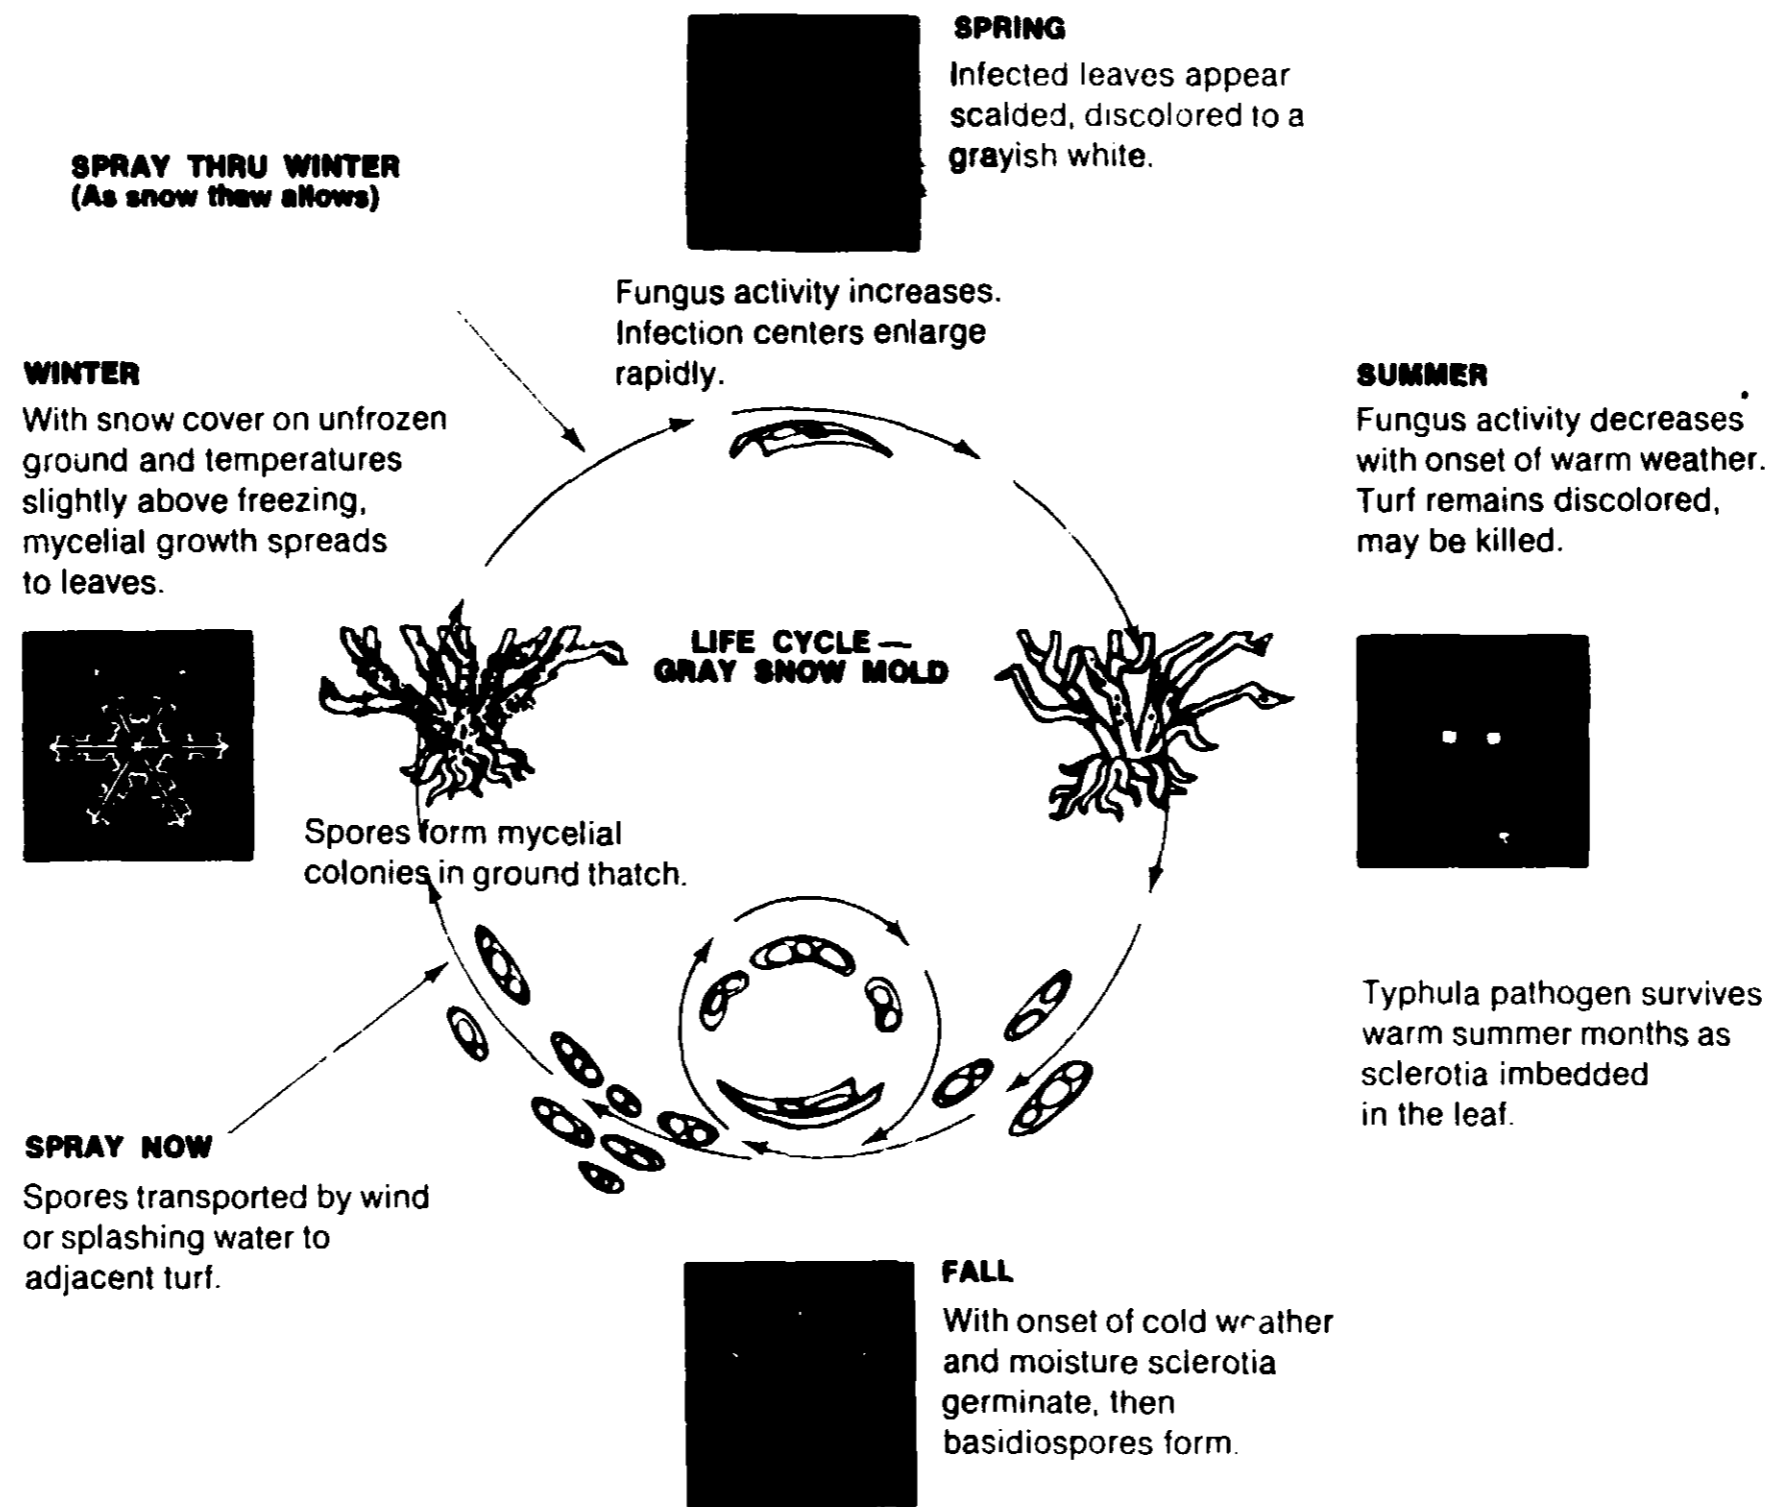 SPRING
Infected leaves appear
scalded, discolored to a
grayish white.
SPRAY THRU WINTER
(As snow thaw allows)
Fungus activity increases.
Infection centers enlarge
rapidly.
WINTER
With snow cover on unfrozen
ground and temperatures
slightly above freezing,
mycelial growth spreads
to leaves.
SUMMER
Fungus activity decreases
with onset of warm weather.
Turf remains discolored,
may be killed.
LIFE CYCLE—
GRAY SNOW MOLD
Spores form mycelial
colonies in ground thatch.
Typhula pathogen survives
warm summer months as
sclerotia imbedded
in the leaf.
SPRAY NOW
Spores transported by wind
or splashing water to
adjacent turf.
FALL
With onset of cold weather
and moisture sclerotia
germinate, then
basidiospores form.